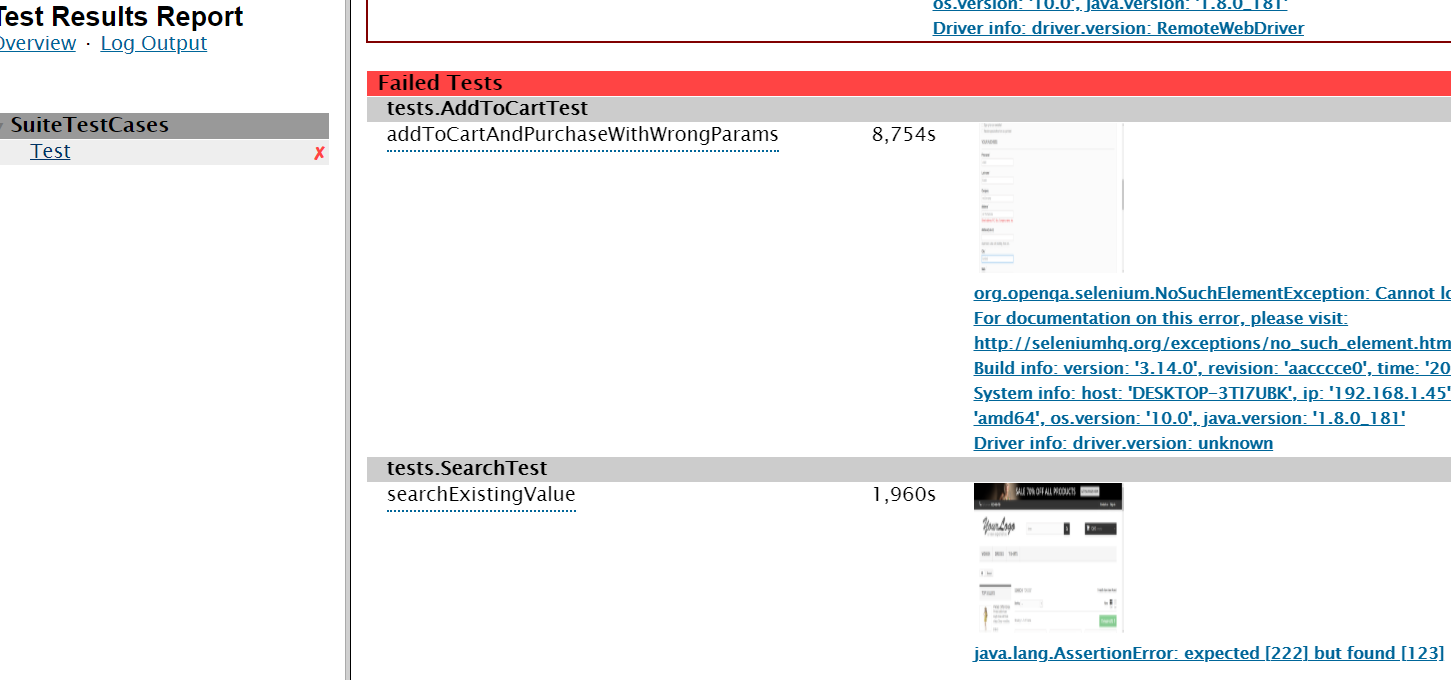 Test Results Report
Overview · Log Output
SuiteTestCases
Test
✗
os.version: '10.0', java.version: '1.8.0_181'
Driver info: driver.version: RemoteWebDriver
Failed Tests
tests.AddToCartTest
addToCartAndPurchaseWithWrongParams 8,754s
org.openqa.selenium.NoSuchElementException: Cannot lo
For documentation on this error, please visit:
http://seleniumhq.org/exceptions/no_such_element.htm
Build info: version: '3.14.0', revision: 'aacccce0', time: '20
System info: host: 'DESKTOP-3TI7UBK', ip: '192.168.1.45'
'amd64', os.version: '10.0', java.version: '1.8.0_181'
Driver info: driver.version: unknown
tests.SearchTest
searchExistingValue 1,960s
SALE 70% OFF ALL PRODUCTS
Your Logo
java.lang.AssertionError: expected [222] but found [123]